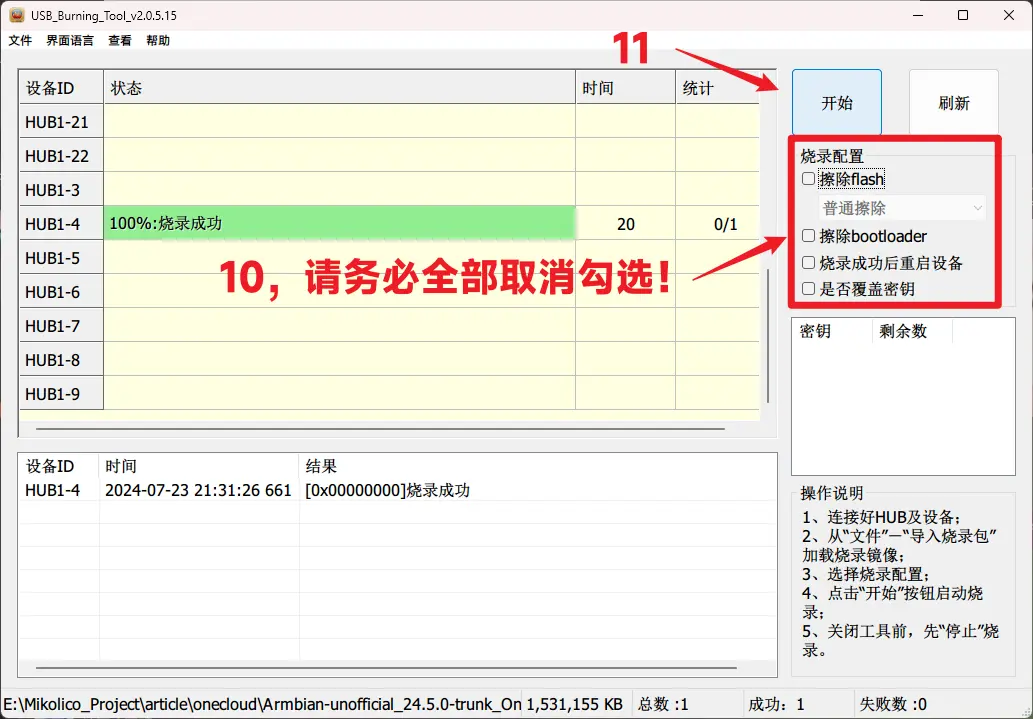 USB_Burning_Tool_v2.0.5.15
文件 界面语言 查看 帮助
11
设备ID 状态 时间 统计
开始 刷新
HUB1-21
HUB1-22
HUB1-3
HUB1-4 100%:烧录成功 20 0/1
HUB1-5
HUB1-6
HUB1-7
HUB1-8
HUB1-9
10，请务必全部取消勾选！
烧录配置
擦除flash
普通擦除
擦除bootloader
烧录成功后重启设备
是否覆盖密钥
密钥 剩余数
设备ID 时间 结果
HUB1-4 2024-07-23 21:31:26 661 [0x00000000]烧录成功
操作说明
1、连接好HUB及设备；
2、从“文件”—“导入烧录包”
加载烧录镜像；
3、选择烧录配置；
4、点击“开始”按钮启动烧
录；
5、关闭工具前，先“停止”烧
录。
E:\Mikolico_Project\article\onecloud\Armbian-unofficial_24.5.0-trunk_On 1,531,155 KB 总数 :1 成功：1 失败数 :0